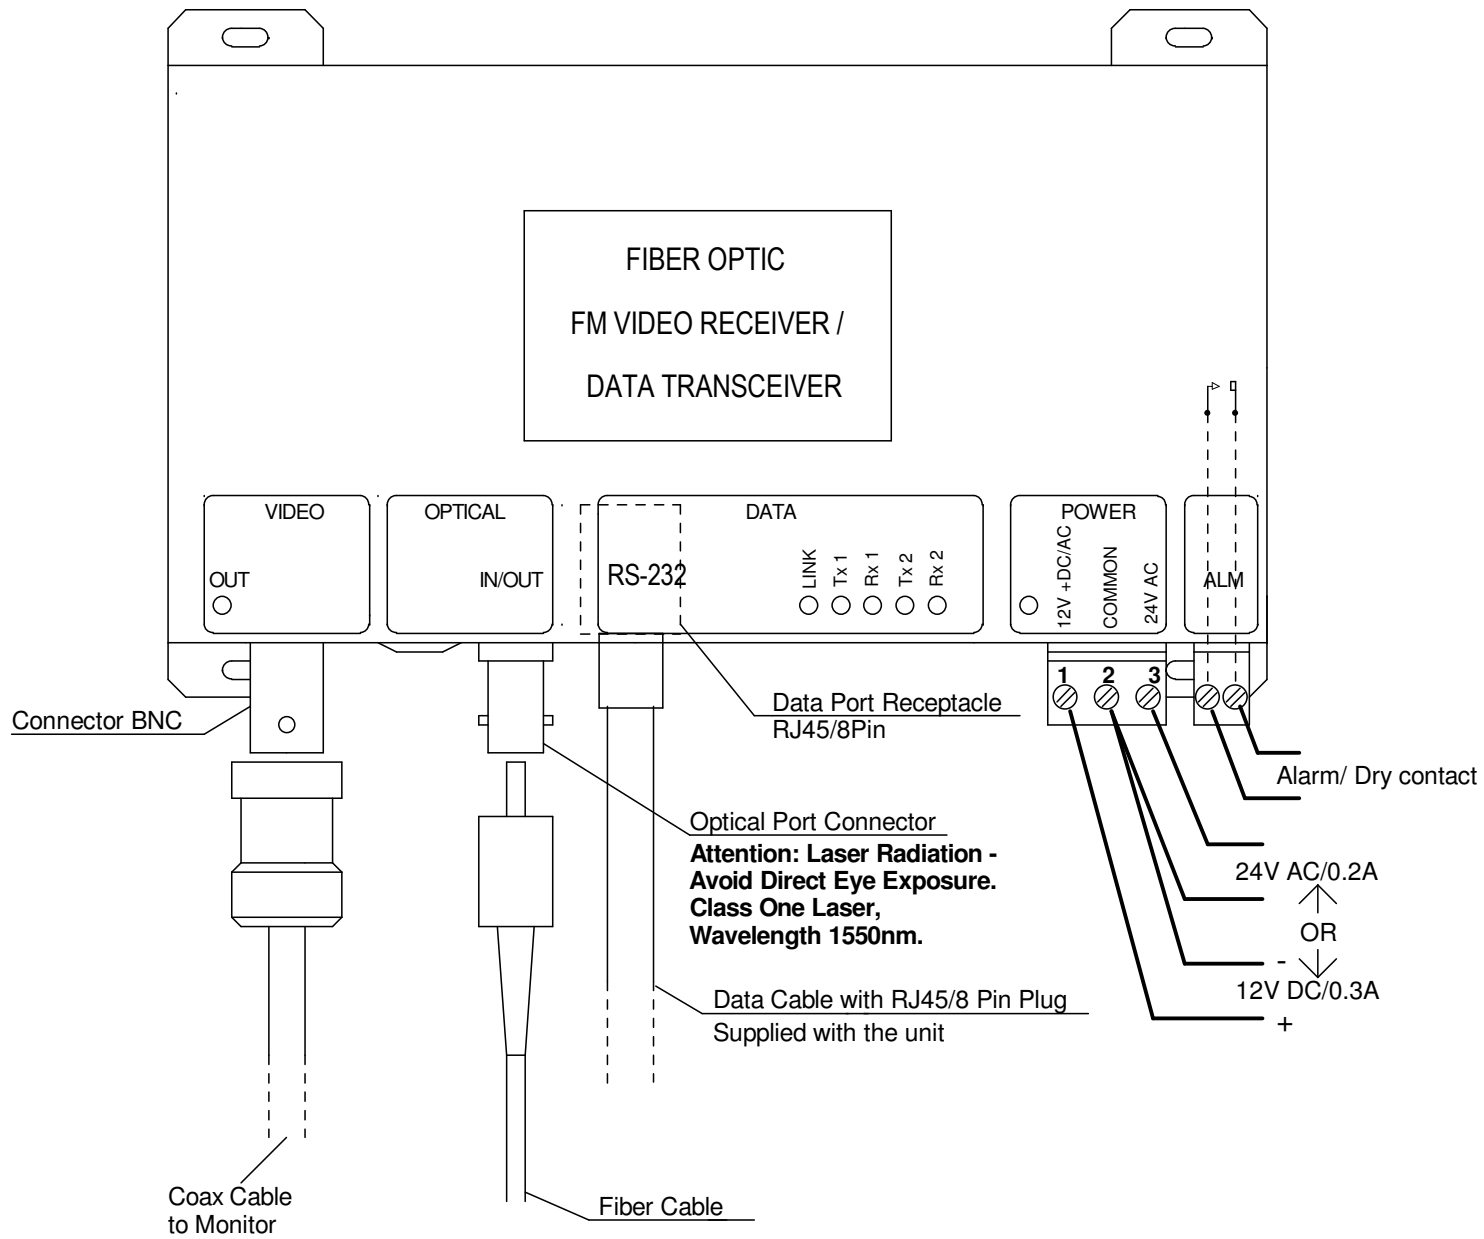 FIBER OPTIC
FM VIDEO RECEIVER /
DATA TRANSCEIVER
VIDEO
OUT
OPTICAL
IN/OUT
DATA
RS-232
LINK
Tx 1
Rx 1
Tx 2
Rx 2
POWER
12V +DC/AC
COMMON
24V AC
ALM
1 2 3
Connector BNC
Data Port Receptacle
RJ45/8Pin
Alarm/ Dry contact
Optical Port Connector
Attention: Laser Radiation -
Avoid Direct Eye Exposure.
Class One Laser,
Wavelength 1550nm.
24V AC/0.2A
OR
-
12V DC/0.3A
+
Data Cable with RJ45/8 Pin Plug
Supplied with the unit
Coax Cable
to Monitor
Fiber Cable